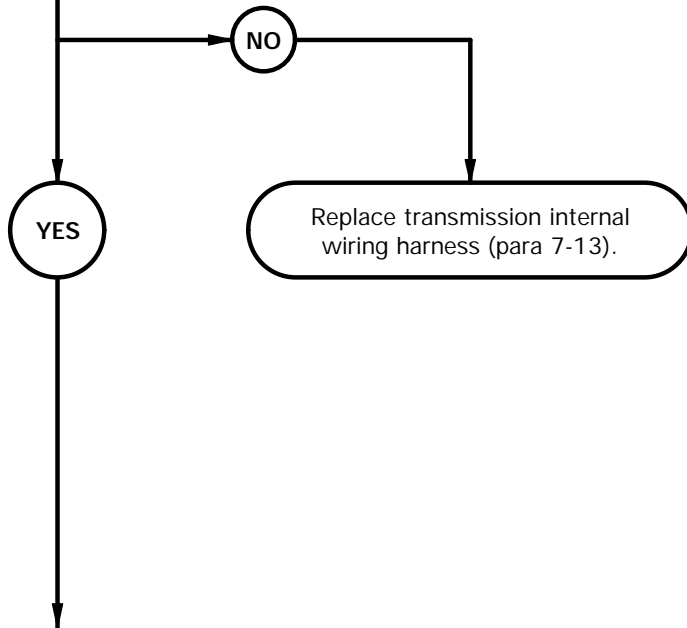 NO
YES
Replace transmission internal
wiring harness (para 7-13).